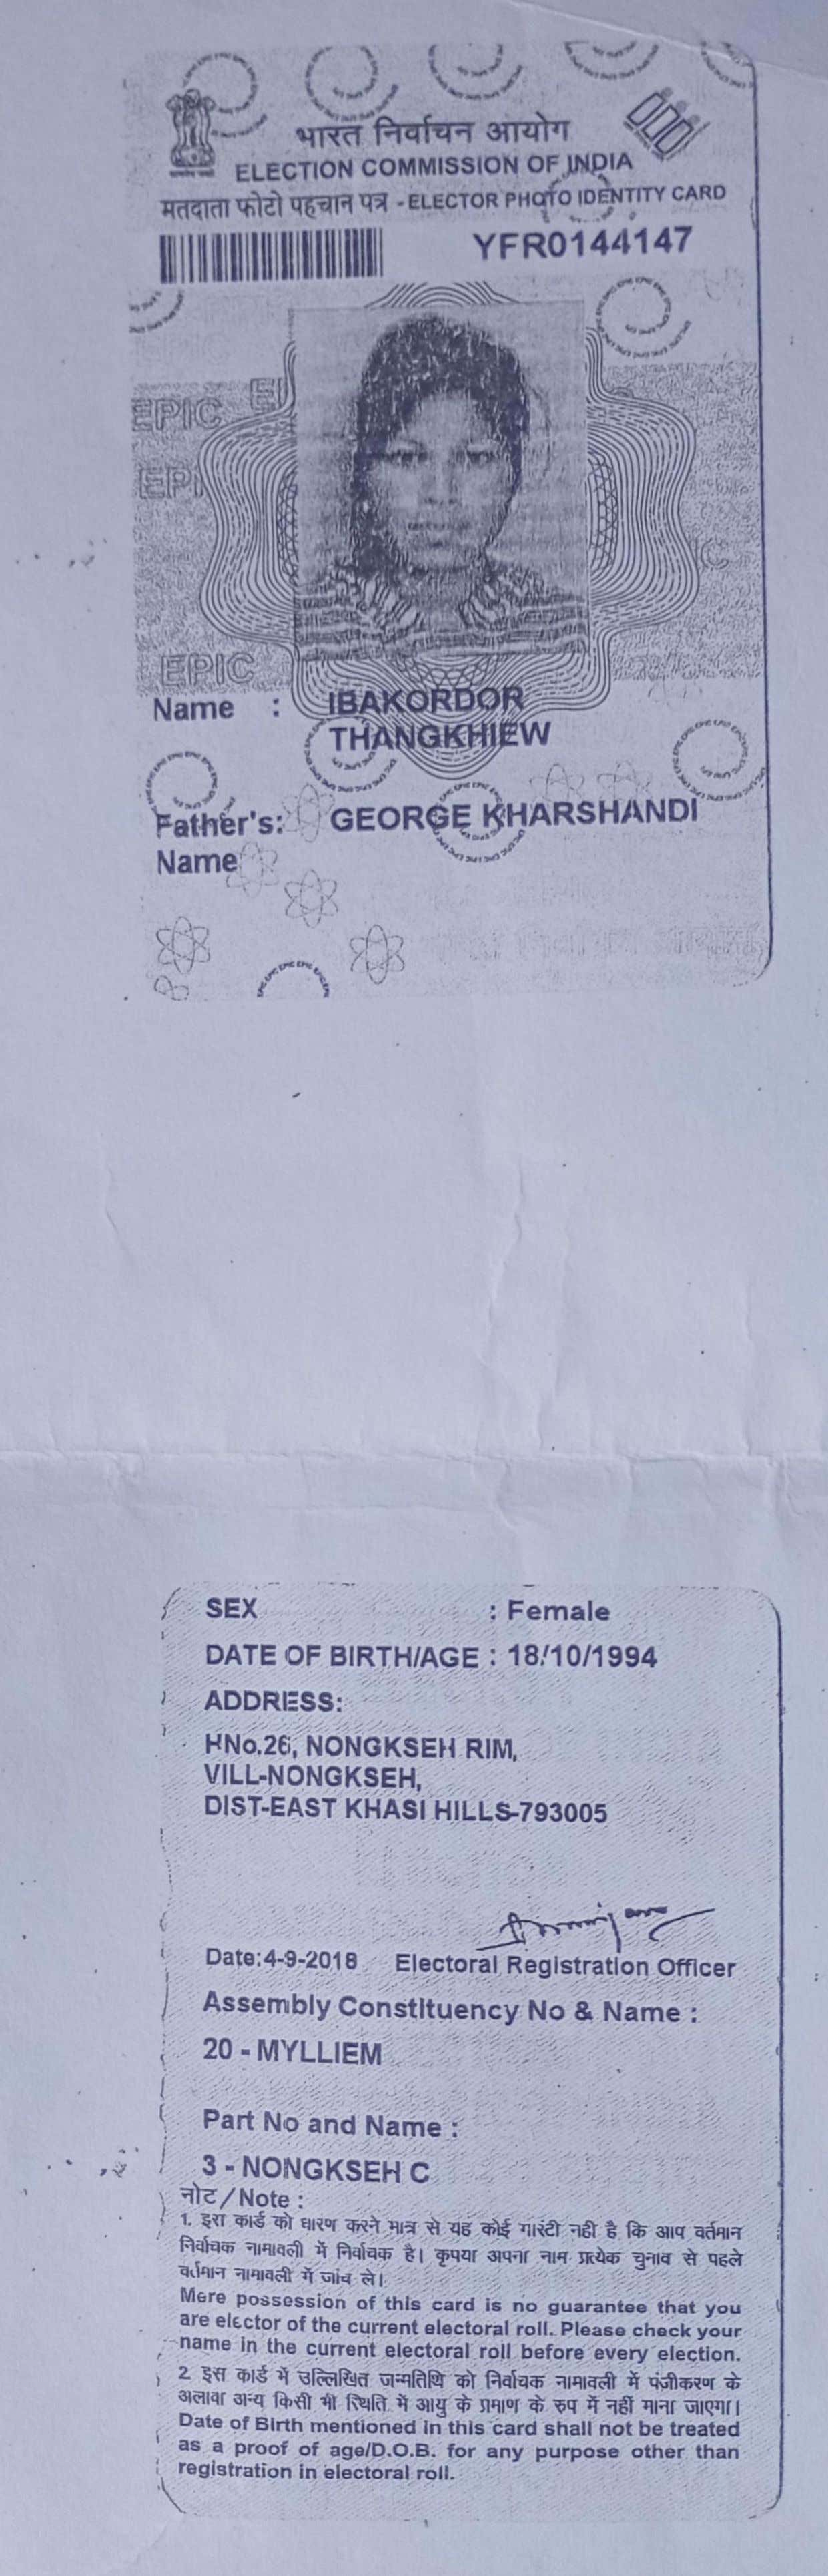 भारत निर्वाचन आयोग
ELECTION COMMISSION OF INDIA
मतदाता फोटो पहचान पत्र - ELECTOR PHOTO IDENTITY CARD
YFR0144147
EPIC
EPIC
Name : IBAKORDOR
THANGKHIEW
Father's: GEORGE KHARSHANDI
Name
SEX : Female
DATE OF BIRTH/AGE : 18/10/1994
ADDRESS:
HNo.26, NONGKSEH RIM,
VILL-NONGKSEH,
DIST-EAST KHASI HILLS-793005
Date:4-9-2018 Electoral Registration Officer
Assembly Constituency No & Name :
20 - MYLLIEM
Part No and Name :
3 - NONGKSEH C
नोट/Note :
1. इस कार्ड को धारण करने मात्र से यह कोई गारंटी नहीं है कि आप वर्तमान
निर्वाचक नामावली में निर्वाचक है। कृपया अपना नाम प्रत्येक चुनाव से पहले
वर्तमान नामावली में जांच ले।
Mere possession of this card is no guarantee that you
are elector of the current electoral roll. Please check your
name in the current electoral roll before every election.
2 इस कार्ड में उल्लिखित जन्मतिथि को निर्वाचक नामावली में पंजीकरण के
अलावा अन्य किसी भी स्थिति में आयु के प्रमाण के रुप में नहीं माना जाएगा।
Date of Birth mentioned in this card shall not be treated
as a proof of age/D.O.B. for any purpose other than
registration in electoral roll.